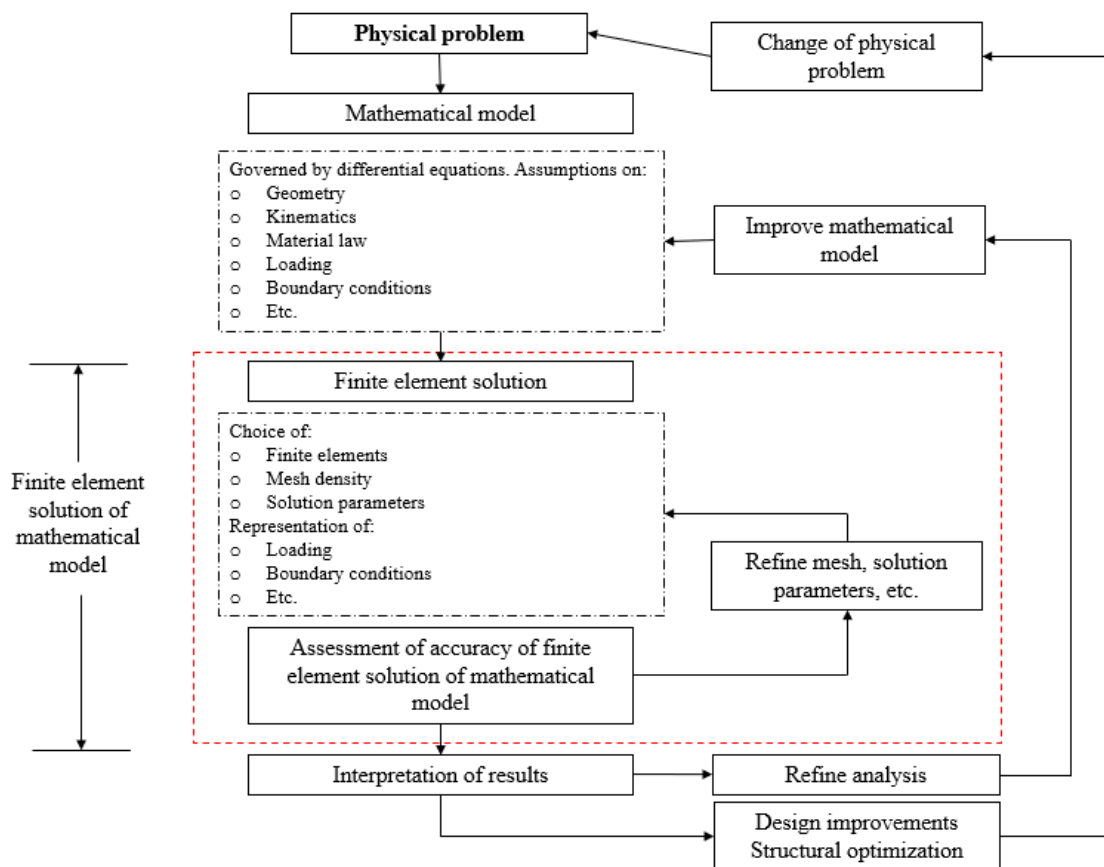 Physical problem
Change of physical
problem
Mathematical model
Governed by differential equations. Assumptions on:
o Geometry
o Kinematics
o Material law
o Loading
o Boundary conditions
o Etc.
Improve mathematical
model
Finite element solution
Choice of:
o Finite elements
o Mesh density
o Solution parameters
Representation of:
o Loading
o Boundary conditions
o Etc.
Finite element
solution of
mathematical
model
Refine mesh, solution
parameters, etc.
Assessment of accuracy of finite
element solution of mathematical
model
Interpretation of results
Refine analysis
Design improvements
Structural optimization